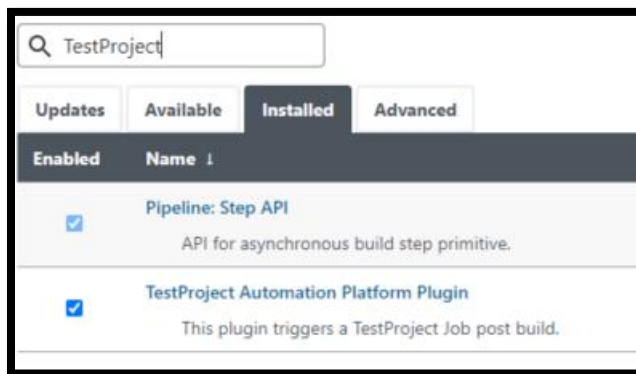 TestProject
Updates Available Installed Advanced
Enabled Name ↓
Pipeline: Step API
API for asynchronous build step primitive.
TestProject Automation Platform Plugin
This plugin triggers a TestProject Job post build.